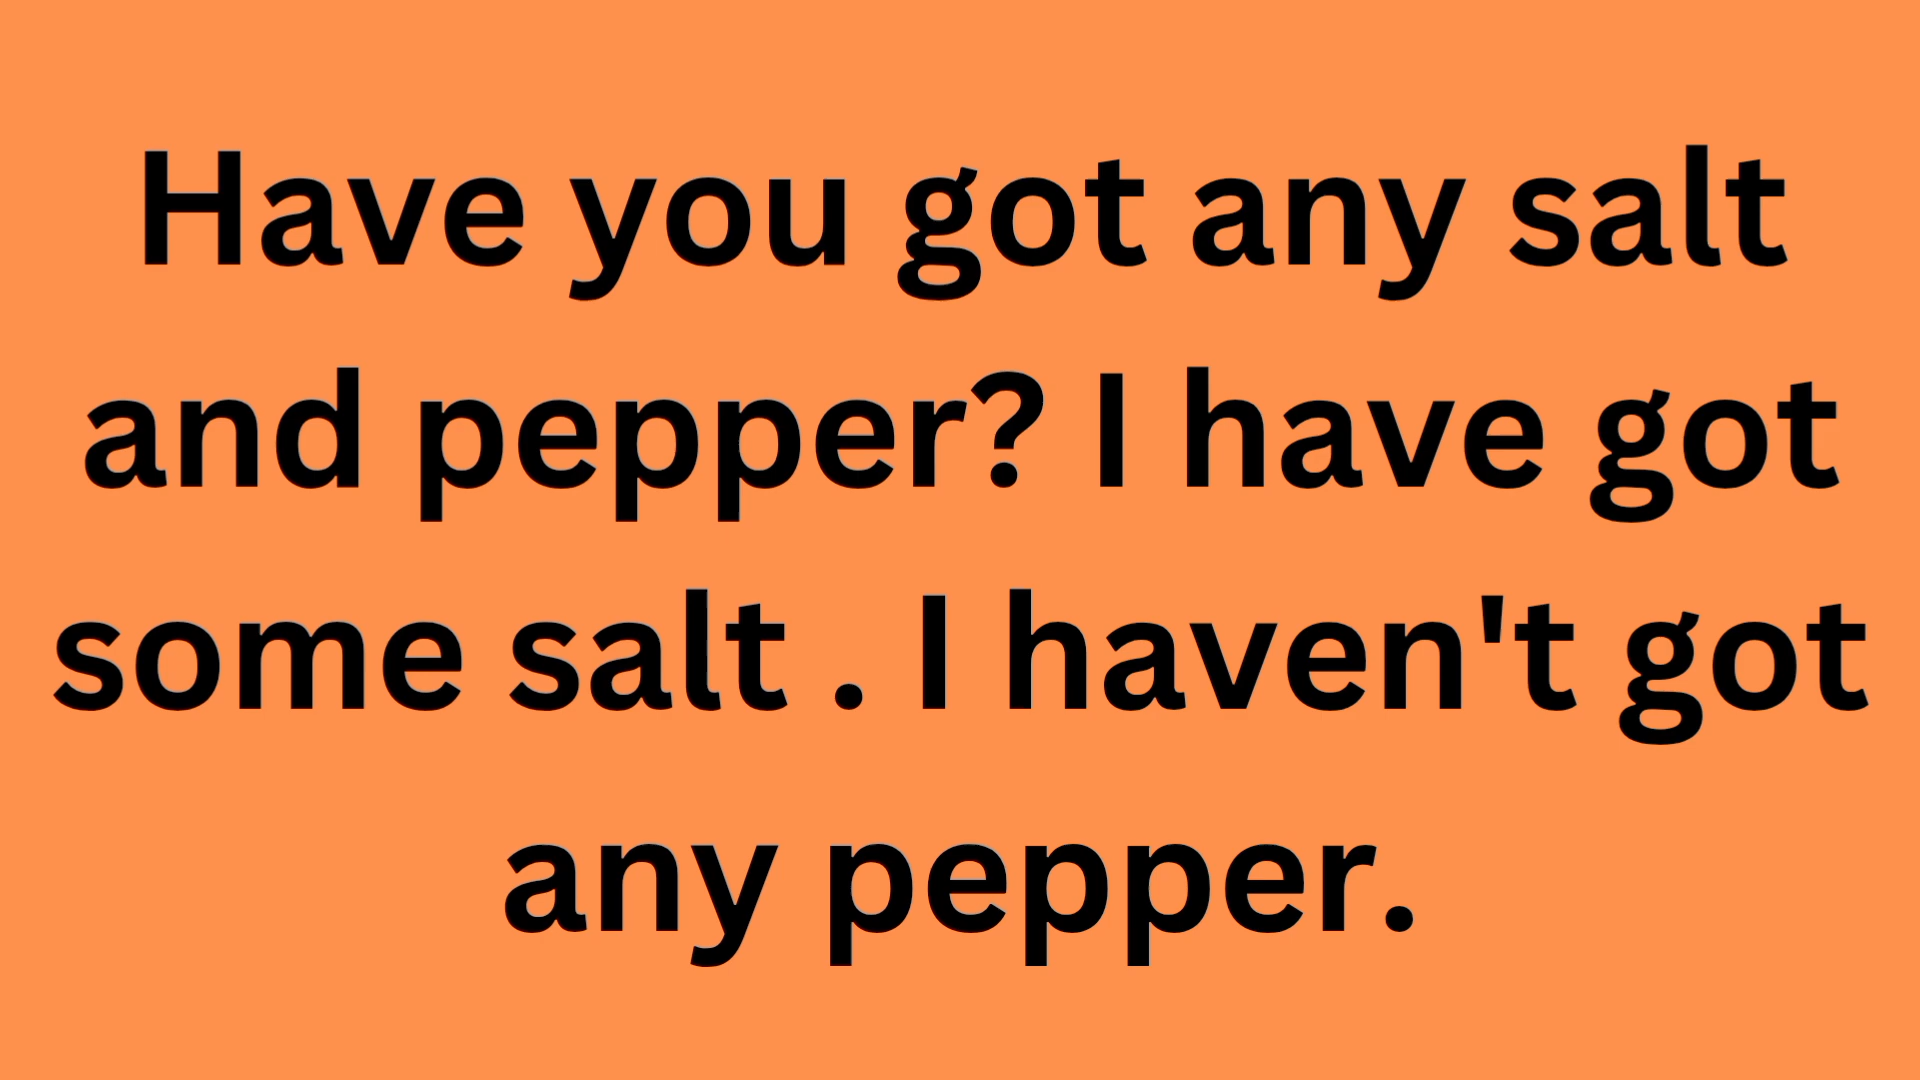 Have you got any salt
and pepper? I have got
some salt . I haven't got
any pepper.